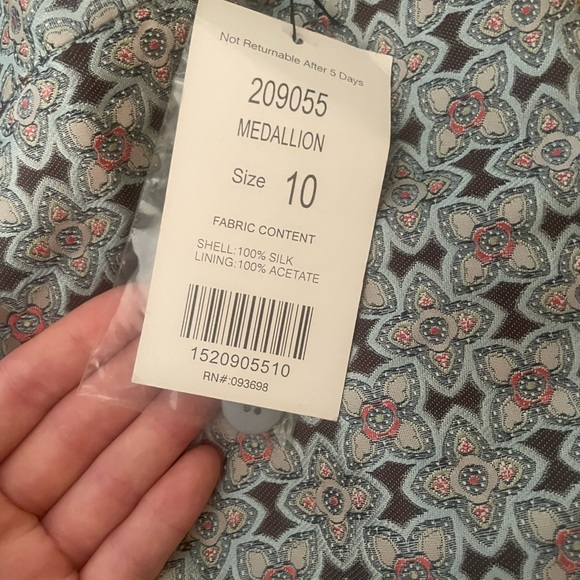 Not Returnable After 5 Days
209055
MEDALLION
Size 10
FABRIC CONTENT
SHELL:100% SILK
LINING:100% ACETATE
1520905510
RN#:093698